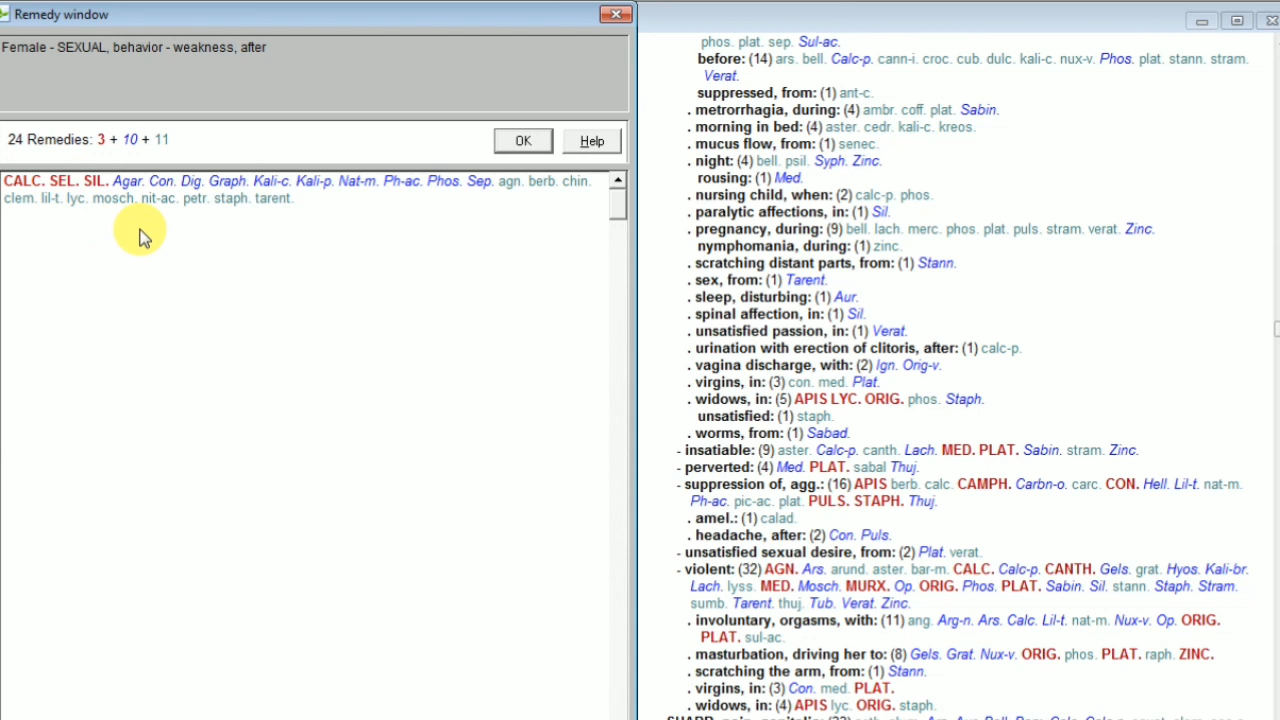 Remedy window
Female - SEXUAL, behavior - weakness, after
24 Remedies: 3 + 10 + 11
OK
Help
CALC. SEL. SIL. Agar. Con. Dig. Graph. Kali-c. Kali-p. Nat-m. Ph-ac. Phos. Sep. agn. berb. chin.
clem. lil-t. lyc. mosch. nit-ac. petr. staph. tarent.
phos. plat. sep. Sul-ac.
before: (14) ars. bell. Calc-p. cann-i. croc. cub. dulc. kali-c. nux-v. Phos. plat. stann. stram.
Verat.
suppressed, from: (1) ant-c.
. metrorrhagia, during: (4) ambr. coff. plat. Sabin.
. morning in bed: (4) aster. cedr. kali-c. kreos.
. mucus flow, from: (1) senec.
. night: (4) bell. psil. Syph. Zinc.
rousing: (1) Med.
. nursing child, when: (2) calc-p. phos.
. paralytic affections, in: (1) Sil.
. pregnancy, during: (9) bell. lach. merc. phos. plat. puls. stram. verat. Zinc.
nymphomania, during: (1) zinc.
. scratching distant parts, from: (1) Stann.
. sex, from: (1) Tarent.
. sleep, disturbing: (1) Aur.
. spinal affection, in: (1) Sil.
. unsatisfied passion, in: (1) Verat.
. urination with erection of clitoris, after: (1) calc-p.
. vagina discharge, with: (2) Ign. Orig-v.
. virgins, in: (3) con. med. Plat.
. widows, in: (5) APIS LYC. ORIG. phos. Staph.
unsatisfied: (1) staph.
. worms, from: (1) Sabad.
- insatiable: (9) aster. Calc-p. canth. Lach. MED. PLAT. Sabin. stram. Zinc.
- perverted: (4) Med. PLAT. sabal Thuj.
- suppression of, agg.: (16) APIS berb. calc. CAMPH. Carbn-o. carc. CON. Hell. Lil-t. nat-m.
Ph-ac. pic-ac. plat. PULS. STAPH. Thuj.
. amel.: (1) calad.
. headache, after: (2) Con. Puls.
- unsatisfied sexual desire, from: (2) Plat. verat.
- violent: (32) AGN. Ars. arund. aster. bar-m. CALC. Calc-p. CANTH. Gels. grat. Hyos. Kali-br.
Lach. lyss. MED. Mosch. MURX. Op. ORIG. Phos. PLAT. Sabin. Sil. stann. Staph. Stram.
sumb. Tarent. thuj. Tub. Verat. Zinc.
. involuntary, orgasms, with: (11) ang. Arg-n. Ars. Calc. Lil-t. nat-m. Nux-v. Op. ORIG.
PLAT. sul-ac.
. masturbation, driving her to: (8) Gels. Grat. Nux-v. ORIG. phos. PLAT. raph. ZINC.
. scratching the arm, from: (1) Stann.
. virgins, in: (3) Con. med. PLAT.
. widows, in: (4) APIS lyc. ORIG. staph.